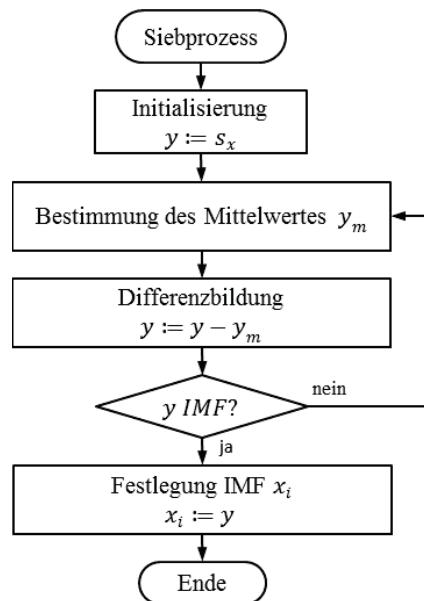 Siebprozess
Initialisierung
y := s_x
Bestimmung des Mittelwertes y_m
Differenzbildung
y := y − y_m
y IMF?
nein
ja
Festlegung IMF x_i
x_i := y
Ende